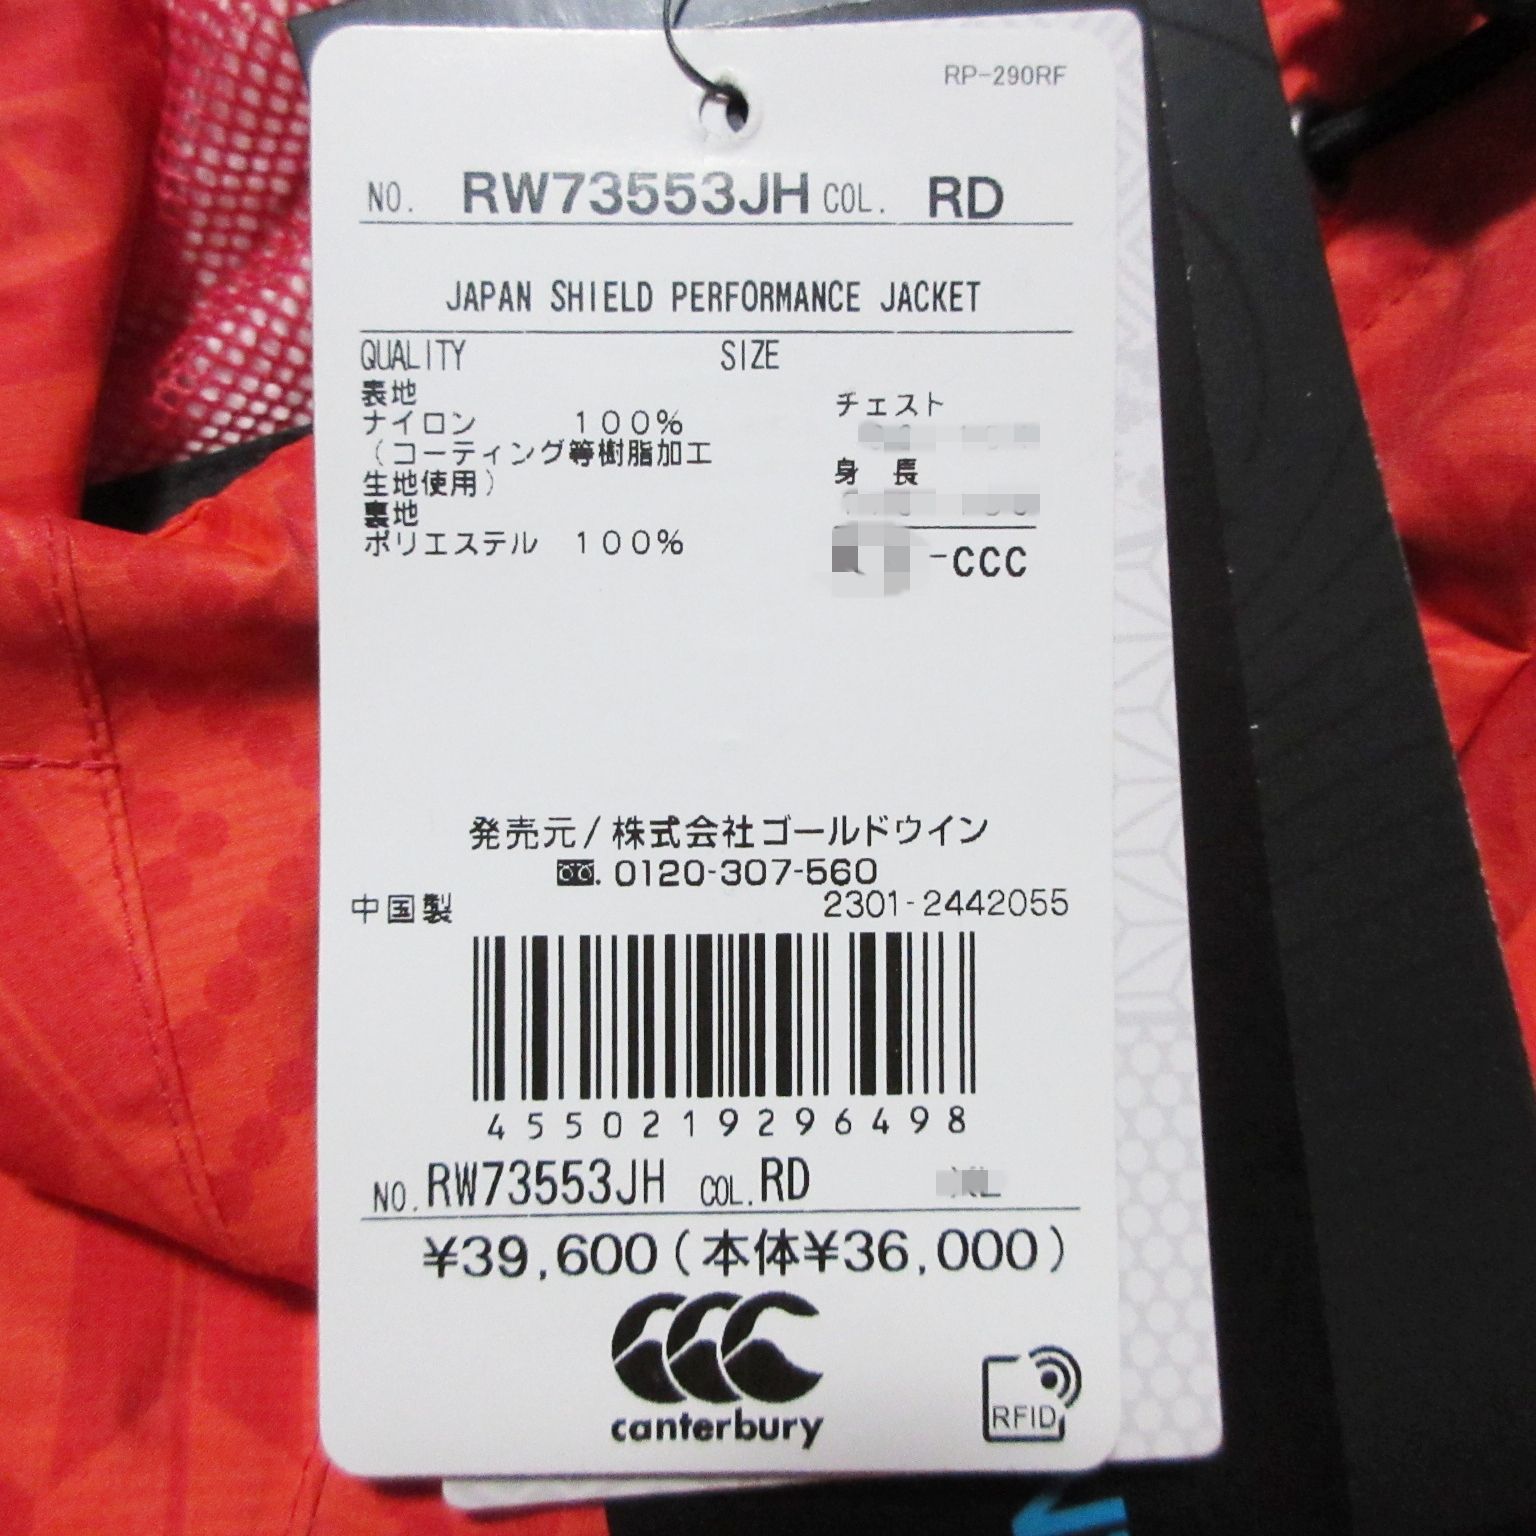 RP-290RF
NO. RW73553JH COL. RD
JAPAN SHIELD PERFORMANCE JACKET
QUALITY SIZE
表地
ナイロン 100%
(コーティング等樹脂加工
生地使用)
裏地
ポリエステル 100%
チェスト
身 長
-CCC
発売元/株式会社ゴールドウイン
0120-307-560
中国製 2301-2442055
4550219296498
NO. RW73553JH COL. RD
¥39,600(本体¥36,000)
canterbury
RFID